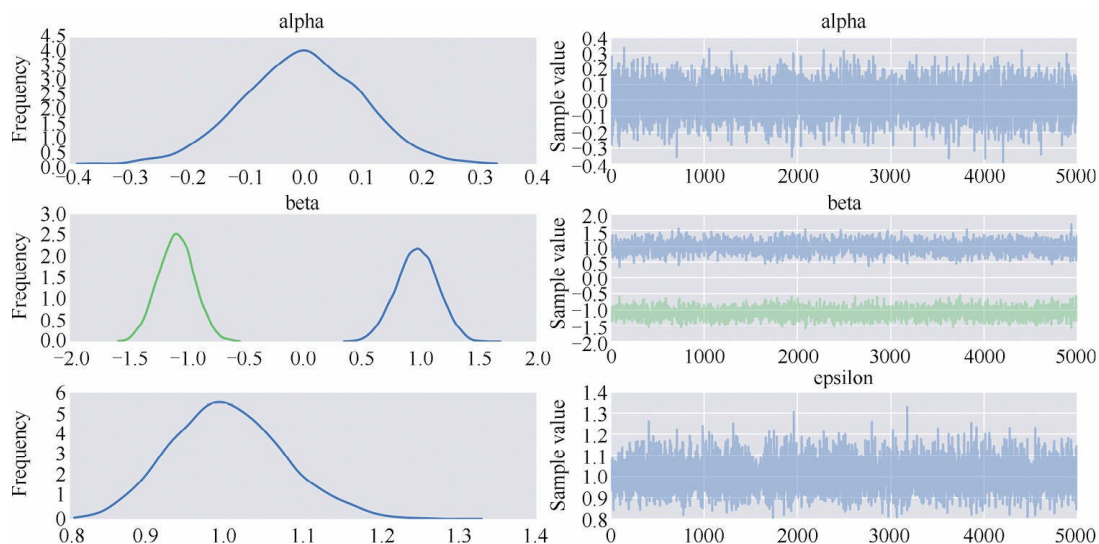 alpha
4.5
4.0
3.5
3.0
2.5
2.0
1.5
1.0
0.5
0.0
Frequency
−0.4 −0.3 −0.2 −0.1 0.0 0.1 0.2 0.3 0.4
alpha
0.4
0.3
0.2
0.1
0.0
−0.1
−0.2
−0.3
−0.4
Sample value
0 1000 2000 3000 4000 5000
beta
3.0
2.5
2.0
1.5
1.0
0.5
0.0
Frequency
−2.0 −1.5 −1.0 −0.5 0.0 0.5 1.0 1.5 2.0
beta
2.0
1.5
1.0
0.5
0.0
−0.5
−1.0
−1.5
−2.0
Sample value
0 1000 2000 3000 4000 5000
6
5
4
3
2
1
0
Frequency
0.8 0.9 1.0 1.1 1.2 1.3 1.4
epsilon
1.4
1.3
1.2
1.1
1.0
0.9
0.8
Sample value
0 1000 2000 3000 4000 5000